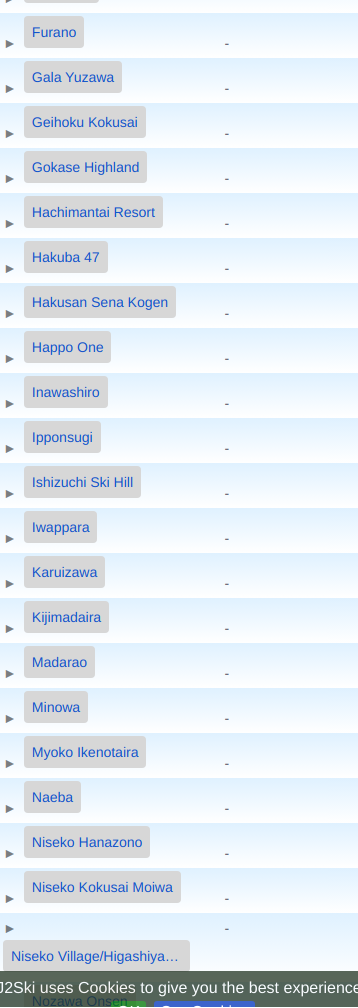 Furano
-
Gala Yuzawa
-
Geihoku Kokusai
-
Gokase Highland
-
Hachimantai Resort
-
Hakuba 47
-
Hakusan Sena Kogen
-
Happo One
-
Inawashiro
-
Ipponsugi
-
Ishizuchi Ski Hill
-
Iwappara
-
Karuizawa
-
Kijimadaira
-
Madarao
-
Minowa
-
Myoko Ikenotaira
-
Naeba
-
Niseko Hanazono
-
Niseko Kokusai Moiwa
-
-
Niseko Village/Higashiya…
J2Ski uses Cookies to give you the best experience
Nozawa Onsen